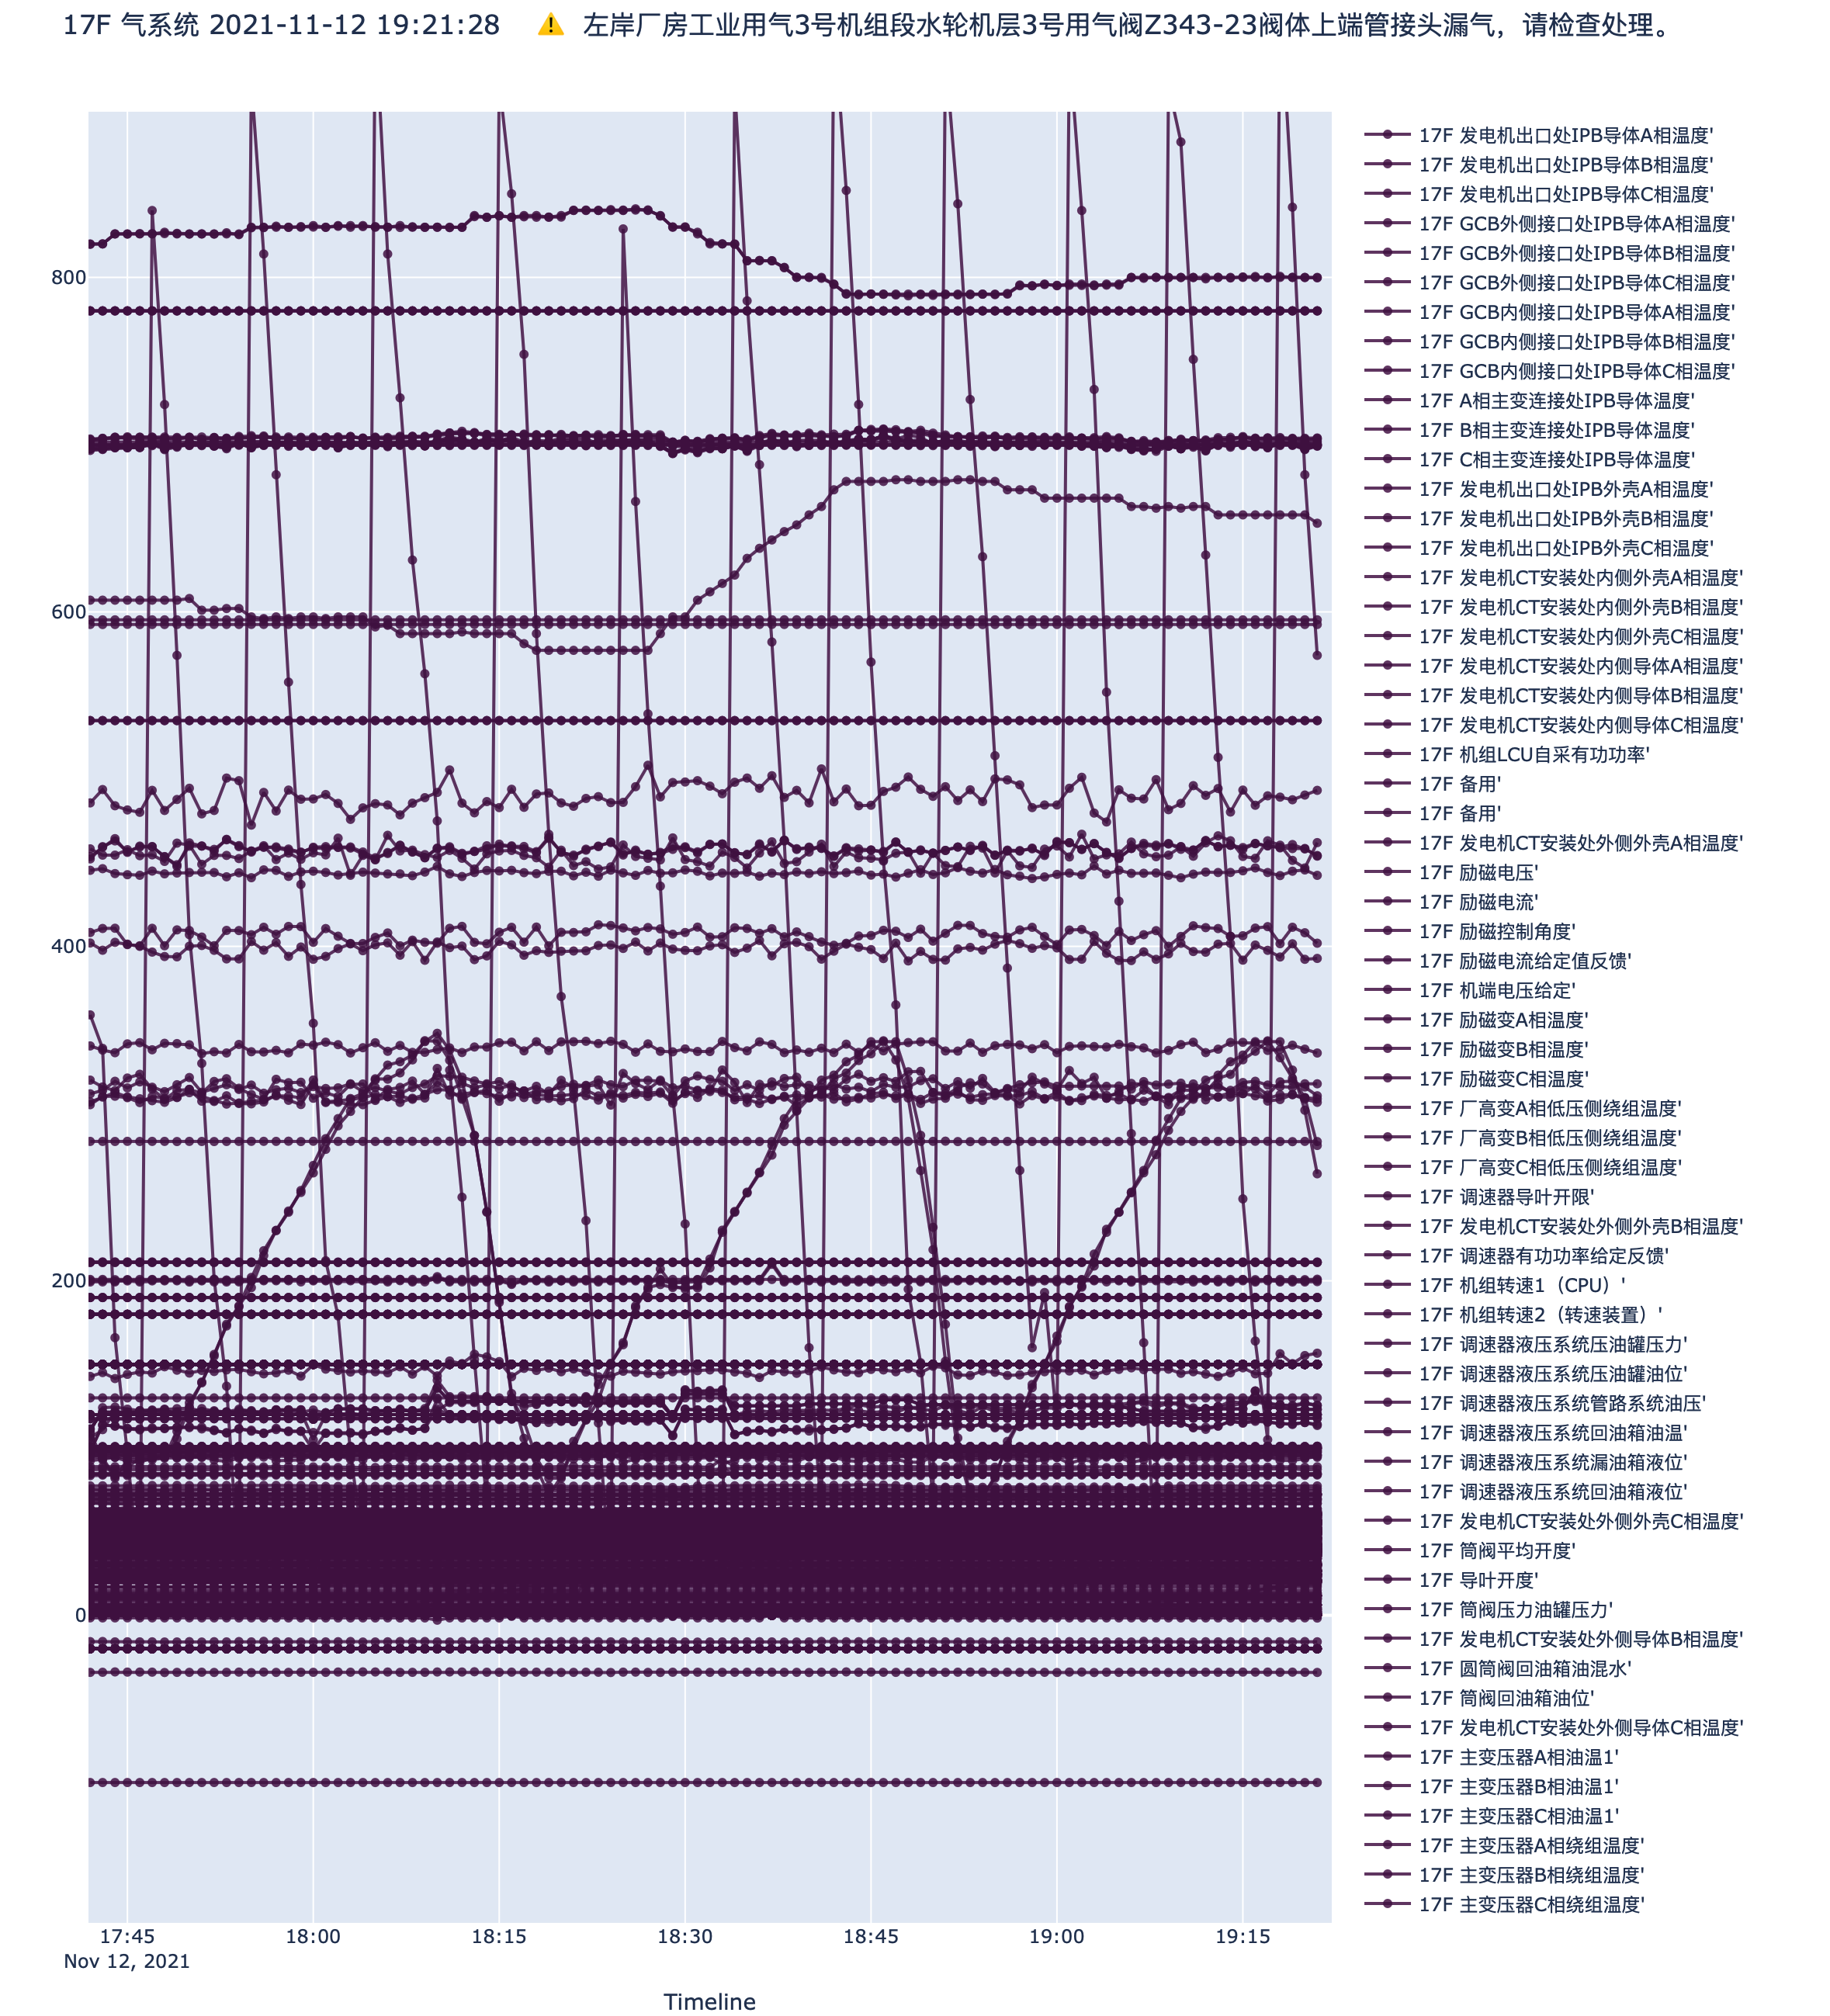 17F 气系统 2021-11-12 19:21:28 ⚠ 左岸厂房工业用气3号机组段水轮机层3号用气阀Z343-23阀体上端管接头漏气，请检查处理。
17F 发电机出口处IPB导体A相温度'
17F 发电机出口处IPB导体B相温度'
17F 发电机出口处IPB导体C相温度'
17F GCB外侧接口处IPB导体A相温度'
17F GCB外侧接口处IPB导体B相温度'
17F GCB外侧接口处IPB导体C相温度'
17F GCB内侧接口处IPB导体A相温度'
17F GCB内侧接口处IPB导体B相温度'
17F GCB内侧接口处IPB导体C相温度'
17F A相主变连接处IPB导体温度'
17F B相主变连接处IPB导体温度'
17F C相主变连接处IPB导体温度'
17F 发电机出口处IPB外壳A相温度'
17F 发电机出口处IPB外壳B相温度'
17F 发电机出口处IPB外壳C相温度'
17F 发电机CT安装处内侧外壳A相温度'
17F 发电机CT安装处内侧外壳B相温度'
17F 发电机CT安装处内侧外壳C相温度'
17F 发电机CT安装处内侧导体A相温度'
17F 发电机CT安装处内侧导体B相温度'
17F 发电机CT安装处内侧导体C相温度'
17F 机组LCU自采有功功率'
17F 备用'
17F 备用'
17F 发电机CT安装处外侧外壳A相温度'
17F 励磁电压'
17F 励磁电流'
17F 励磁控制角度'
17F 励磁电流给定值反馈'
17F 机端电压给定'
17F 励磁变A相温度'
17F 励磁变B相温度'
17F 励磁变C相温度'
17F 厂高变A相低压侧绕组温度'
17F 厂高变B相低压侧绕组温度'
17F 厂高变C相低压侧绕组温度'
17F 调速器导叶开限'
17F 发电机CT安装处外侧外壳B相温度'
17F 调速器有功功率给定反馈'
17F 机组转速1（CPU）'
17F 机组转速2（转速装置）'
17F 调速器液压系统压油罐压力'
17F 调速器液压系统压油罐油位'
17F 调速器液压系统管路系统油压'
17F 调速器液压系统回油箱油温'
17F 调速器液压系统漏油箱液位'
17F 调速器液压系统回油箱液位'
17F 发电机CT安装处外侧外壳C相温度'
17F 筒阀平均开度'
17F 导叶开度'
17F 筒阀压力油罐压力'
17F 发电机CT安装处外侧导体B相温度'
17F 圆筒阀回油箱油混水'
17F 筒阀回油箱油位'
17F 发电机CT安装处外侧导体C相温度'
17F 主变压器A相油温1'
17F 主变压器B相油温1'
17F 主变压器C相油温1'
17F 主变压器A相绕组温度'
17F 主变压器B相绕组温度'
17F 主变压器C相绕组温度'
800
600
400
200
0
17:45 18:00 18:15 18:30 18:45 19:00 19:15
Nov 12, 2021
Timeline